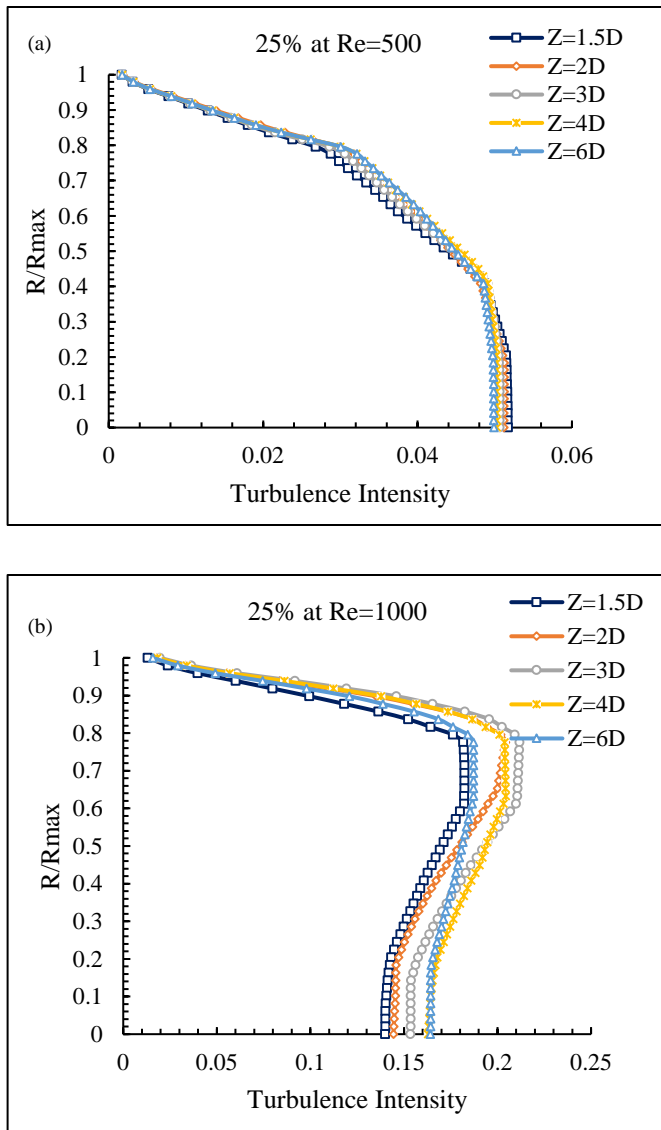 (a)
25% at Re=500
Z=1.5D
Z=2D
Z=3D
Z=4D
Z=6D
1
0.9
0.8
0.7
0.6
0.5
0.4
0.3
0.2
0.1
0
R/Rmax
0
0.02
0.04
0.06
Turbulence Intensity
(b)
25% at Re=1000
Z=1.5D
Z=2D
Z=3D
Z=4D
Z=6D
1
0.9
0.8
0.7
0.6
0.5
0.4
0.3
0.2
0.1
0
R/Rmax
0
0.05
0.1
0.15
0.2
0.25
Turbulence Intensity